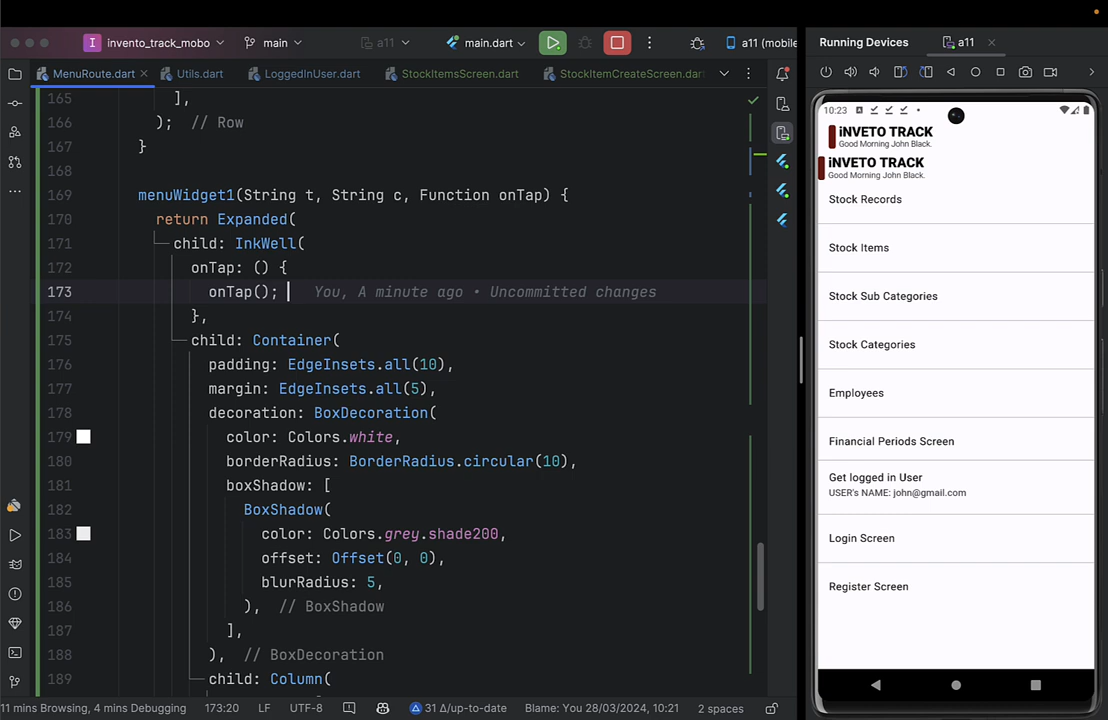 invento_track_mobo
main
a11
main.dart
a11 (mobile
Running Devices
a11
MenuRoute.dart
Utils.dart
LoggedInUser.dart
StockItemsScreen.dart
StockItemCreateScreen.dart
165 ],
166 ); // Row
167 }
168
169 menuWidget1(String t, String c, Function onTap) {
170 return Expanded(
171 child: InkWell(
172 onTap: () {
173 onTap(); You, A minute ago • Uncommitted changes
174 },
175 child: Container(
176 padding: EdgeInsets.all(10),
177 margin: EdgeInsets.all(5),
178 decoration: BoxDecoration(
179 color: Colors.white,
180 borderRadius: BorderRadius.circular(10),
181 boxShadow: [
182 BoxShadow(
183 color: Colors.grey.shade200,
184 offset: Offset(0, 0),
185 blurRadius: 5,
186 ), // BoxShadow
187 ],
188 ), // BoxDecoration
189 child: Column(
11 mins Browsing, 4 mins Debugging
173:20
LF
UTF-8
31 Δ/up-to-date
Blame: You 28/03/2024, 10:21
2 spaces
10:23
iNVETO TRACK
Good Morning John Black.
iNVETO TRACK
Good Morning John Black.
Stock Records
Stock Items
Stock Sub Categories
Stock Categories
Employees
Financial Periods Screen
Get logged in User
USER's NAME: john@gmail.com
Login Screen
Register Screen